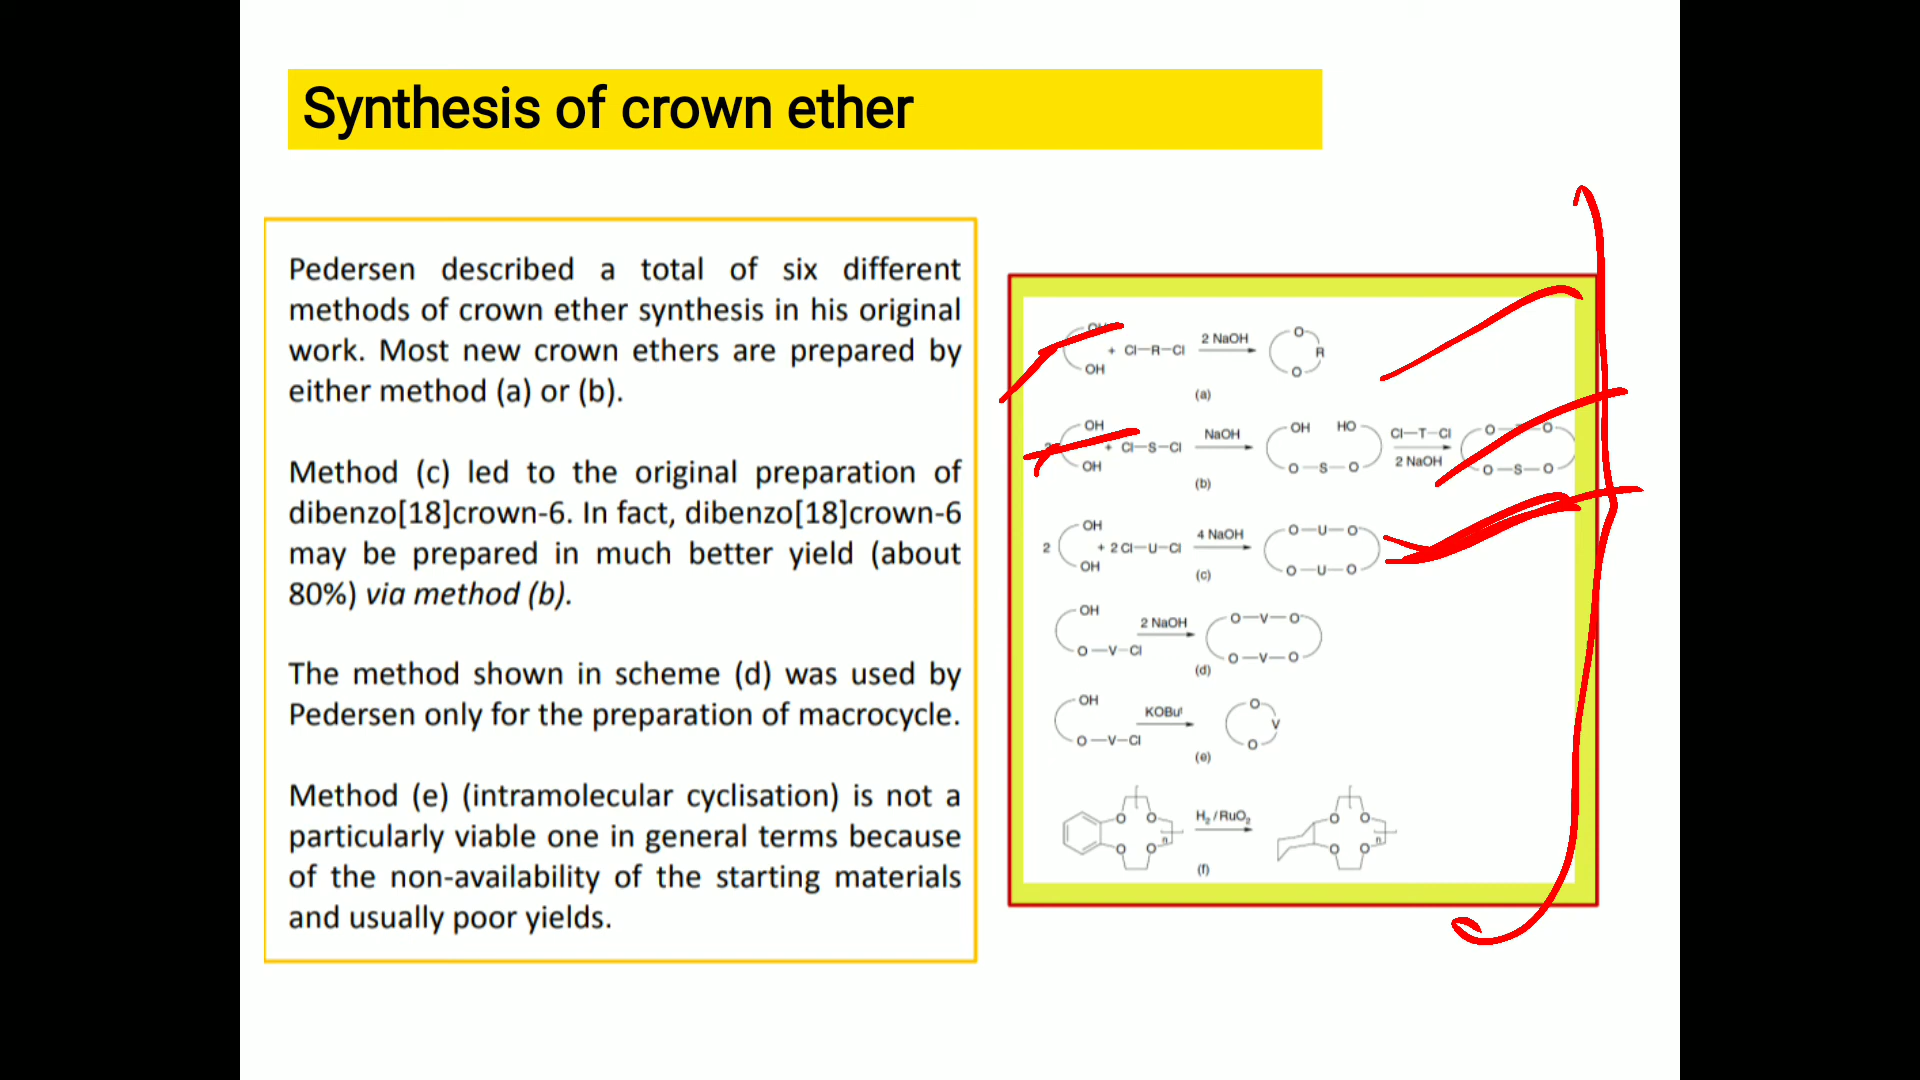 Synthesis of crown ether
Pedersen described a total of six different
methods of crown ether synthesis in his original
work. Most new crown ethers are prepared by
either method (a) or (b).
Method (c) led to the original preparation of
dibenzo[18]crown-6. In fact, dibenzo[18]crown-6
may be prepared in much better yield (about
80%) via method (b).
The method shown in scheme (d) was used by
Pedersen only for the preparation of macrocycle.
Method (e) (intramolecular cyclisation) is not a
particularly viable one in general terms because
of the non-availability of the starting materials
and usually poor yields.
OH
+ Cl—R—Cl
OH
2 NaOH
O
R
O
(a)
OH
+ Cl—S—Cl
OH
NaOH
OH HO
O—S—O
Cl—T—Cl
2 NaOH
O—T—O
O—S—O
(b)
2
OH
+ 2 Cl—U—Cl
OH
4 NaOH
O—U—O
O—U—O
(c)
OH
O—V—Cl
2 NaOH
O—V—O
O—V—O
(d)
OH
O—V—Cl
KOBuᵗ
O
V
O
(e)
O O
O O n
H₂ / RuO₂
O O
O O n
(f)